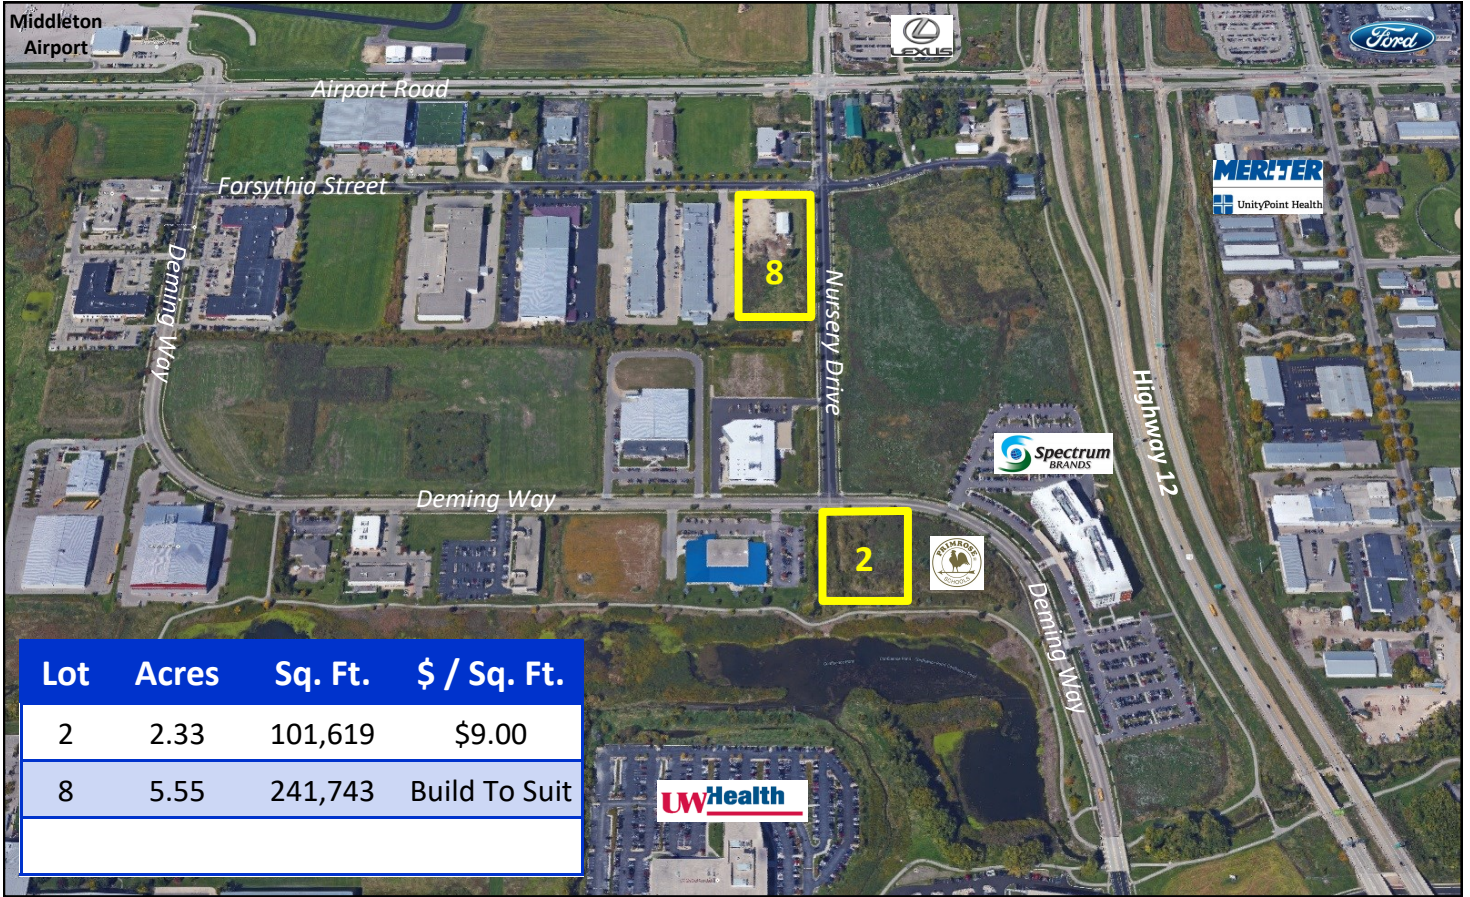 Middleton
Airport
LEXUS
Ford
Airport Road
MERITER
UnityPoint Health
Forsythia Street
Deming Way
8
Nursery Drive
Highway 12
Spectrum
BRANDS
Deming Way
2
PRIMROSE
SCHOOLS
Deming Way
Lot Acres Sq. Ft. $ / Sq. Ft.
2 2.33 101,619 $9.00
8 5.55 241,743 Build To Suit
UWHealth